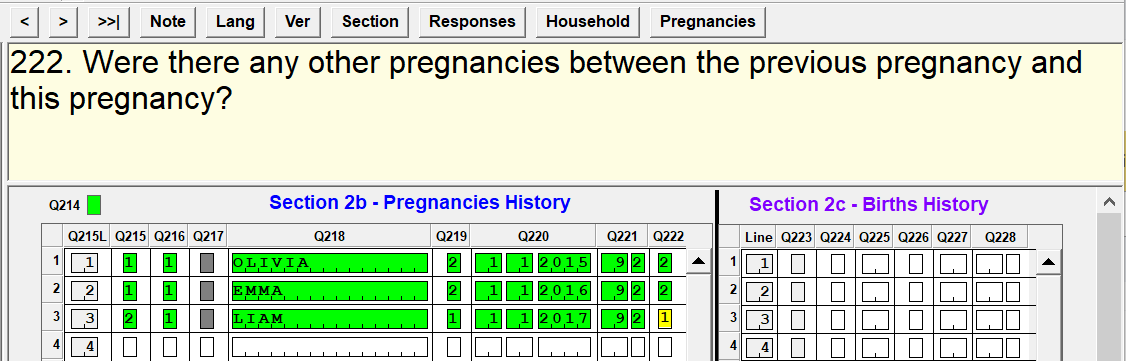 < > >>| Note Lang Ver Section Responses Household Pregnancies
222. Were there any other pregnancies between the previous pregnancy and
this pregnancy?
Q214 Section 2b - Pregnancies History Section 2c - Births History
Q215L Q215 Q216 Q217 Q218 Q219 Q220 Q221 Q222 Line Q223 Q224 Q225 Q226 Q227 Q228
1 1 1 1 OLIVIA 2 1 1 2015 9 2 2 1 1
2 2 1 1 EMMA 2 1 1 2016 9 2 2 2 2
3 3 2 1 LIAM 1 1 1 2017 9 2 1 3 3
4 4 4 4